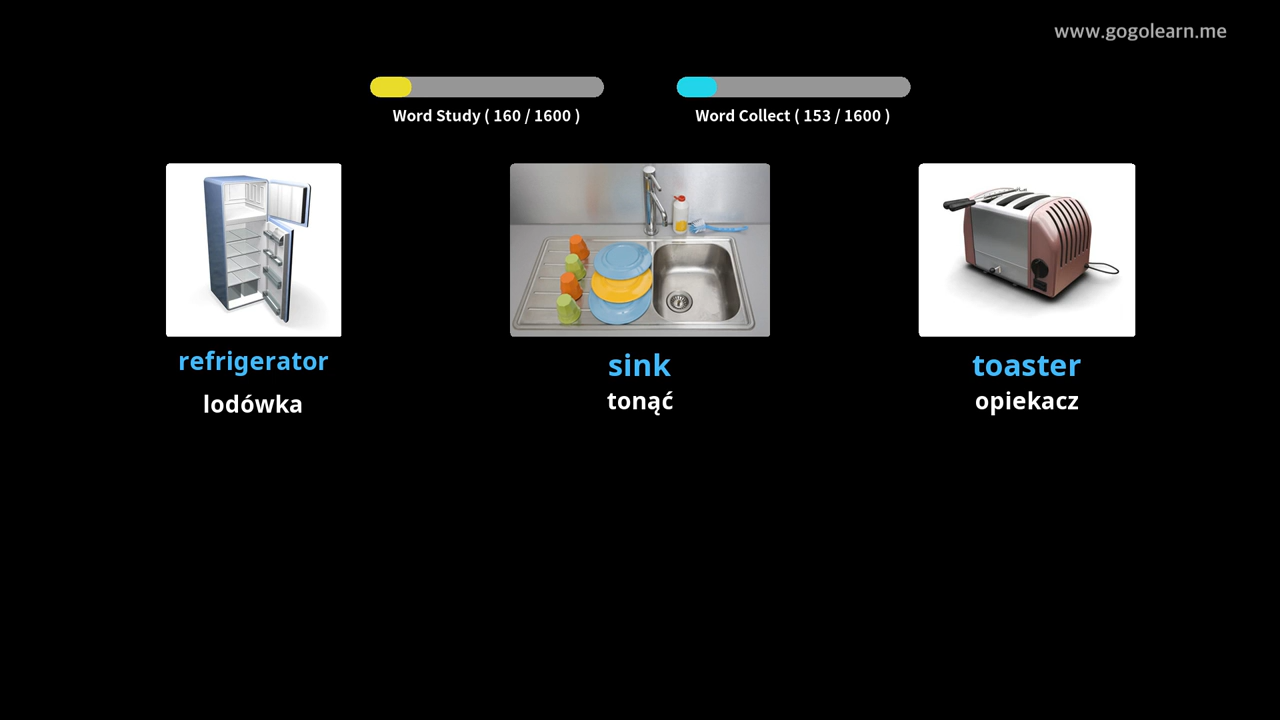 www.gogolearn.me
Word Study ( 160 / 1600 )
Word Collect ( 153 / 1600 )
refrigerator
lodówka
sink
tonąć
toaster
opiekacz